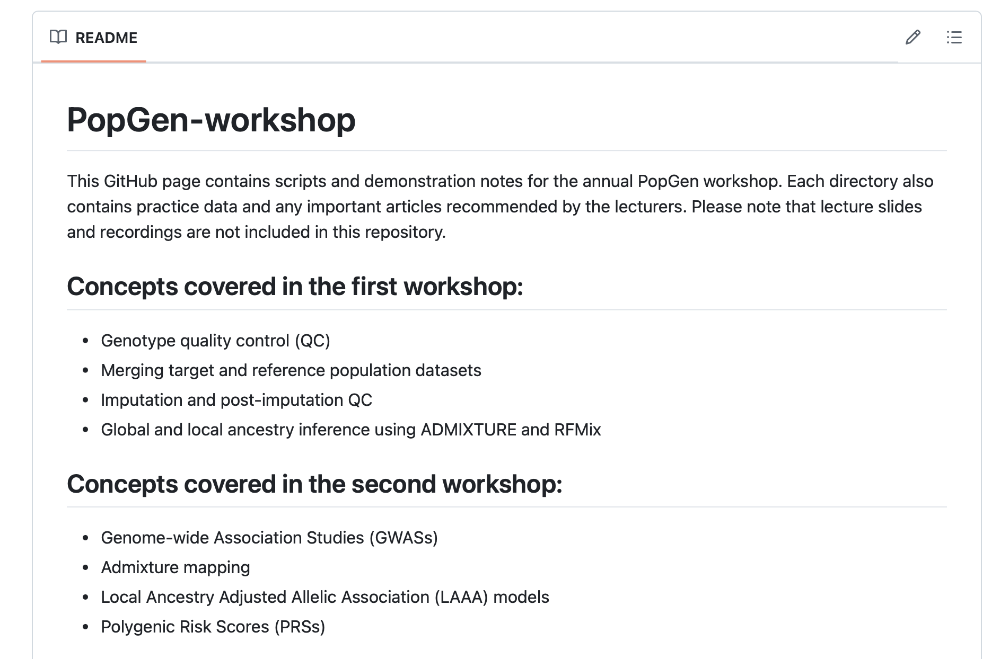 README
PopGen-workshop
This GitHub page contains scripts and demonstration notes for the annual PopGen workshop. Each directory also
contains practice data and any important articles recommended by the lecturers. Please note that lecture slides
and recordings are not included in this repository.
Concepts covered in the first workshop:
• Genotype quality control (QC)
• Merging target and reference population datasets
• Imputation and post-imputation QC
• Global and local ancestry inference using ADMIXTURE and RFMix
Concepts covered in the second workshop:
• Genome-wide Association Studies (GWASs)
• Admixture mapping
• Local Ancestry Adjusted Allelic Association (LAAA) models
• Polygenic Risk Scores (PRSs)